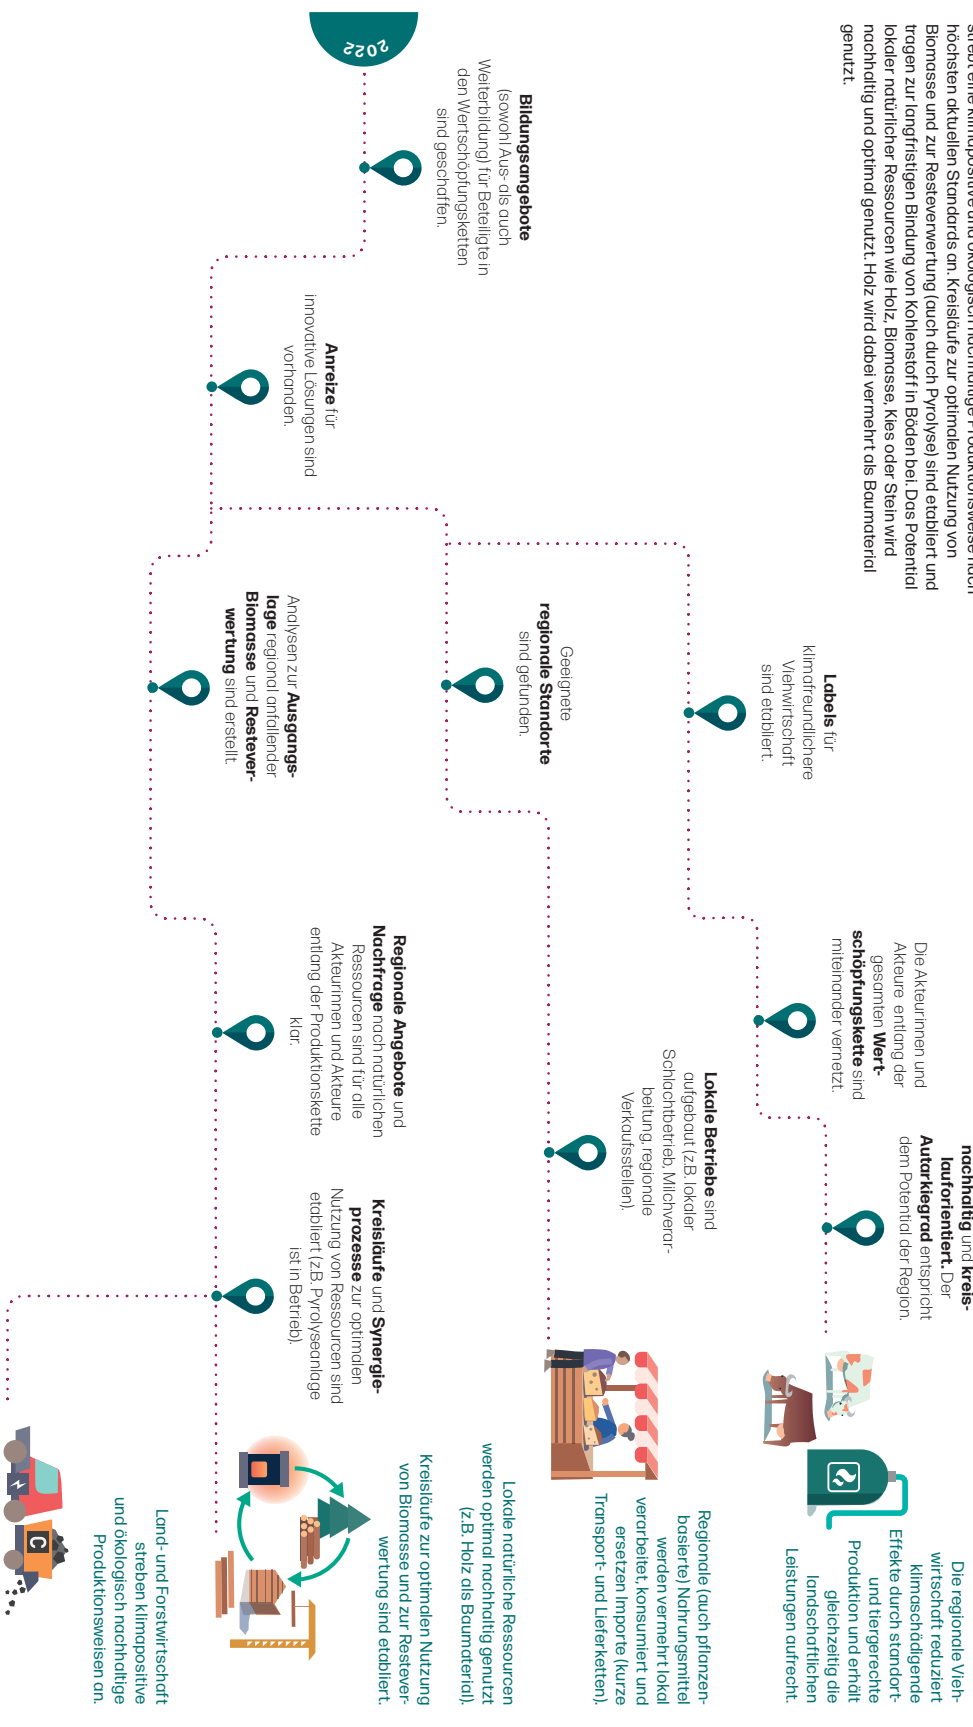 höchsten aktuellen Standards an. Kreisläufe zur optimalen Nutzung von
Biomasse und zur Resteverwertung (auch durch Pyrolyse) sind etabliert und
tragen zur langfristigen Bindung von Kohlenstoff in Böden bei. Das Potential
lokaler natürlicher Ressourcen wie Holz, Biomasse, Kies oder Stein wird
nachhaltig und optimal genutzt. Holz wird dabei vermehrt als Baumaterial
genutzt.
2022
Bildungsangebote
(sowohl Aus- als auch
Weiterbildung) für Beteiligte in
den Wertschöpfungsketten
sind geschaffen.
Anreize für
innovative Lösungen sind
vorhanden.
Labels für
klimafreundlichere
Viehwirtschaft
sind etabliert.
Geeignete
regionale Standorte
sind gefunden.
Analysen zur Ausgangs-
lage regional anfallender
Biomasse und Restever-
wertung sind erstellt.
Die Akteurinnen und
Akteure entlang der
gesamten Wert-
schöpfungskette sind
miteinander vernetzt.
nachhaltig und kreis-
lauforientiert. Der
Autarkiegrad entspricht
dem Potential der Region.
Lokale Betriebe sind
aufgebaut (z.B. lokaler
Schlachtbetrieb, Milchverar-
beitung, regionale
Verkaufsstellen).
Regionale Angebote und
Nachfrage nach natürlichen
Ressourcen sind für alle
Akteurinnen und Akteure
entlang der Produktionskette
klar.
Kreisläufe und Synergie-
prozesse zur optimalen
Nutzung von Ressourcen sind
etabliert (z.B. Pyrolyseanlage
ist in Betrieb).
Die regionale Vieh-
wirtschaft reduziert
klimaschädigende
Effekte durch standort-
und tiergerechte
Produktion und erhält
gleichzeitig die
landschaftlichen
Leistungen aufrecht.
Regionale (auch pflanzen-
basierte) Nahrungsmittel
werden vermehrt lokal
verarbeitet, konsumiert und
ersetzen Importe (kurze
Transport- und Lieferketten).
Lokale natürliche Ressourcen
werden optimal nachhaltig genutzt
(z.B. Holz als Baumaterial).
Kreisläufe zur optimalen Nutzung
von Biomasse und zur Restever-
wertung sind etabliert.
C
Land- und Forstwirtschaft
streben klimapositive
und ökologisch nachhaltige
Produktionsweisen an.